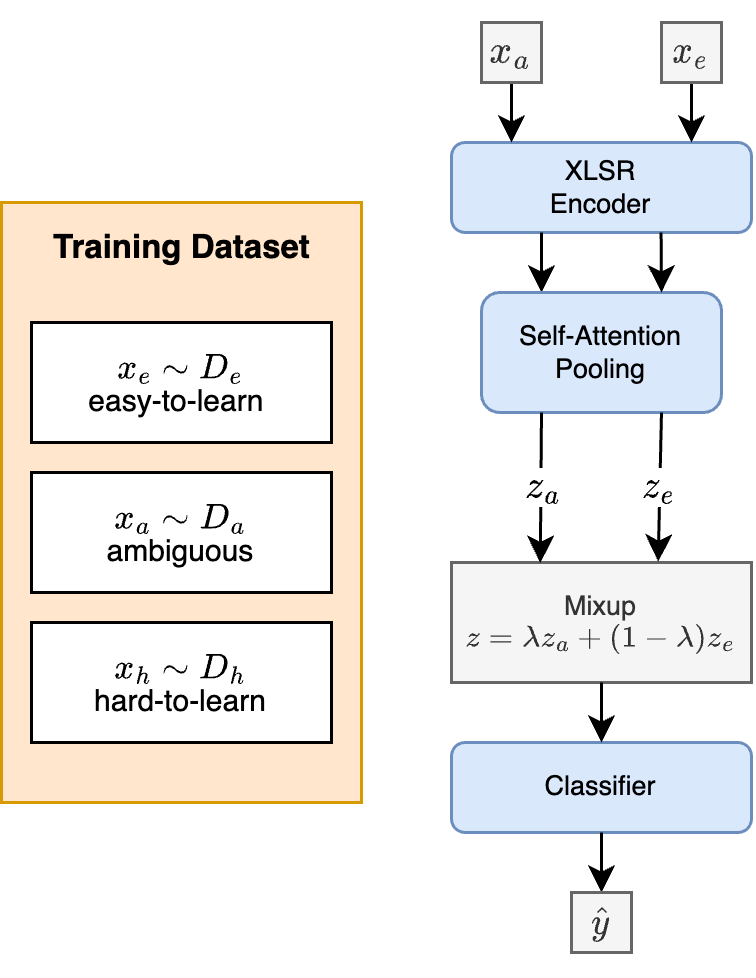 Training Dataset
$x_e \sim D_e$
easy-to-learn
$x_a \sim D_a$
ambiguous
$x_h \sim D_h$
hard-to-learn
$x_a$ $x_e$
XLSR
Encoder
Self-Attention
Pooling
$z_a$ $z_e$
Mixup
$z = \lambda z_a + (1 - \lambda) z_e$
Classifier
$\hat{y}$